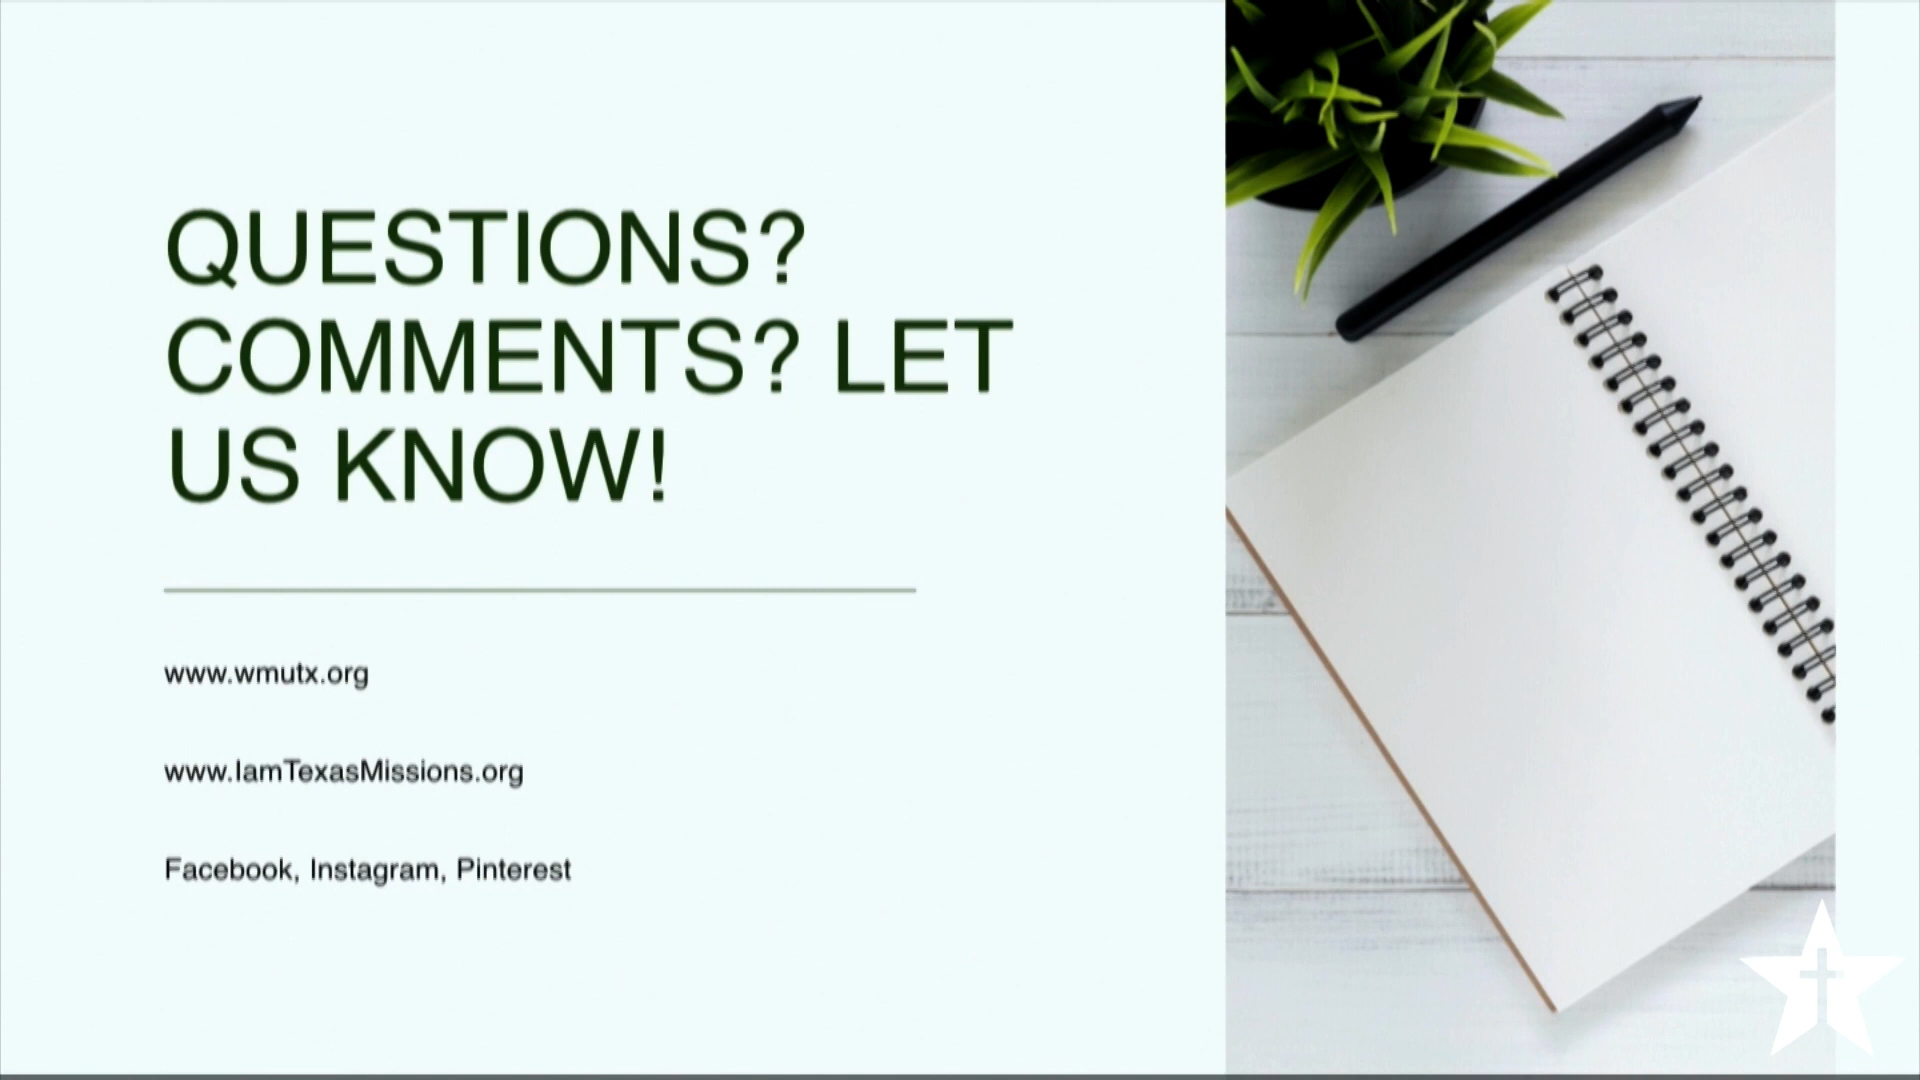 QUESTIONS?
COMMENTS? LET
US KNOW!
www.wmutx.org
www.IamTexasMissions.org
Facebook, Instagram, Pinterest